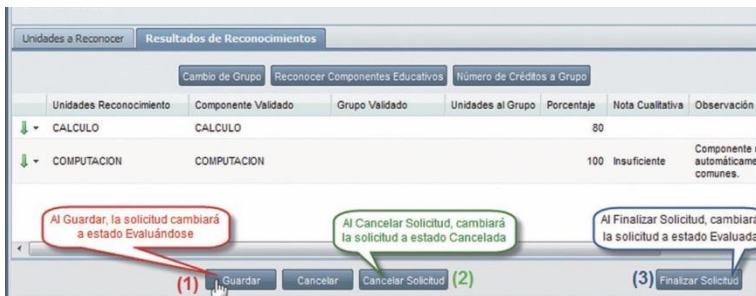 Unidades a Reconocer Resultados de Reconocimientos
Cambio de Grupo Reconocer Componentes Educativos Número de Créditos a Grupo
Unidades Reconocimiento Componente Validado Grupo Validado Unidades al Grupo Porcentaje Nota Cualitativa Observación
CALCULO CALCULO 80
COMPUTACION COMPUTACION 100 Insuficiente Componente
automáticame
comunes.
Al Guardar, la solicitud cambiará
a estado Evaluándose
Al Cancelar Solicitud, cambiará
la solicitud a estado Cancelada
Al Finalizar Solicitud, cambiará
la solicitud a estado Evaluada
(1) Guardar Cancelar Cancelar Solicitud (2) (3) Finalizar Solicitud